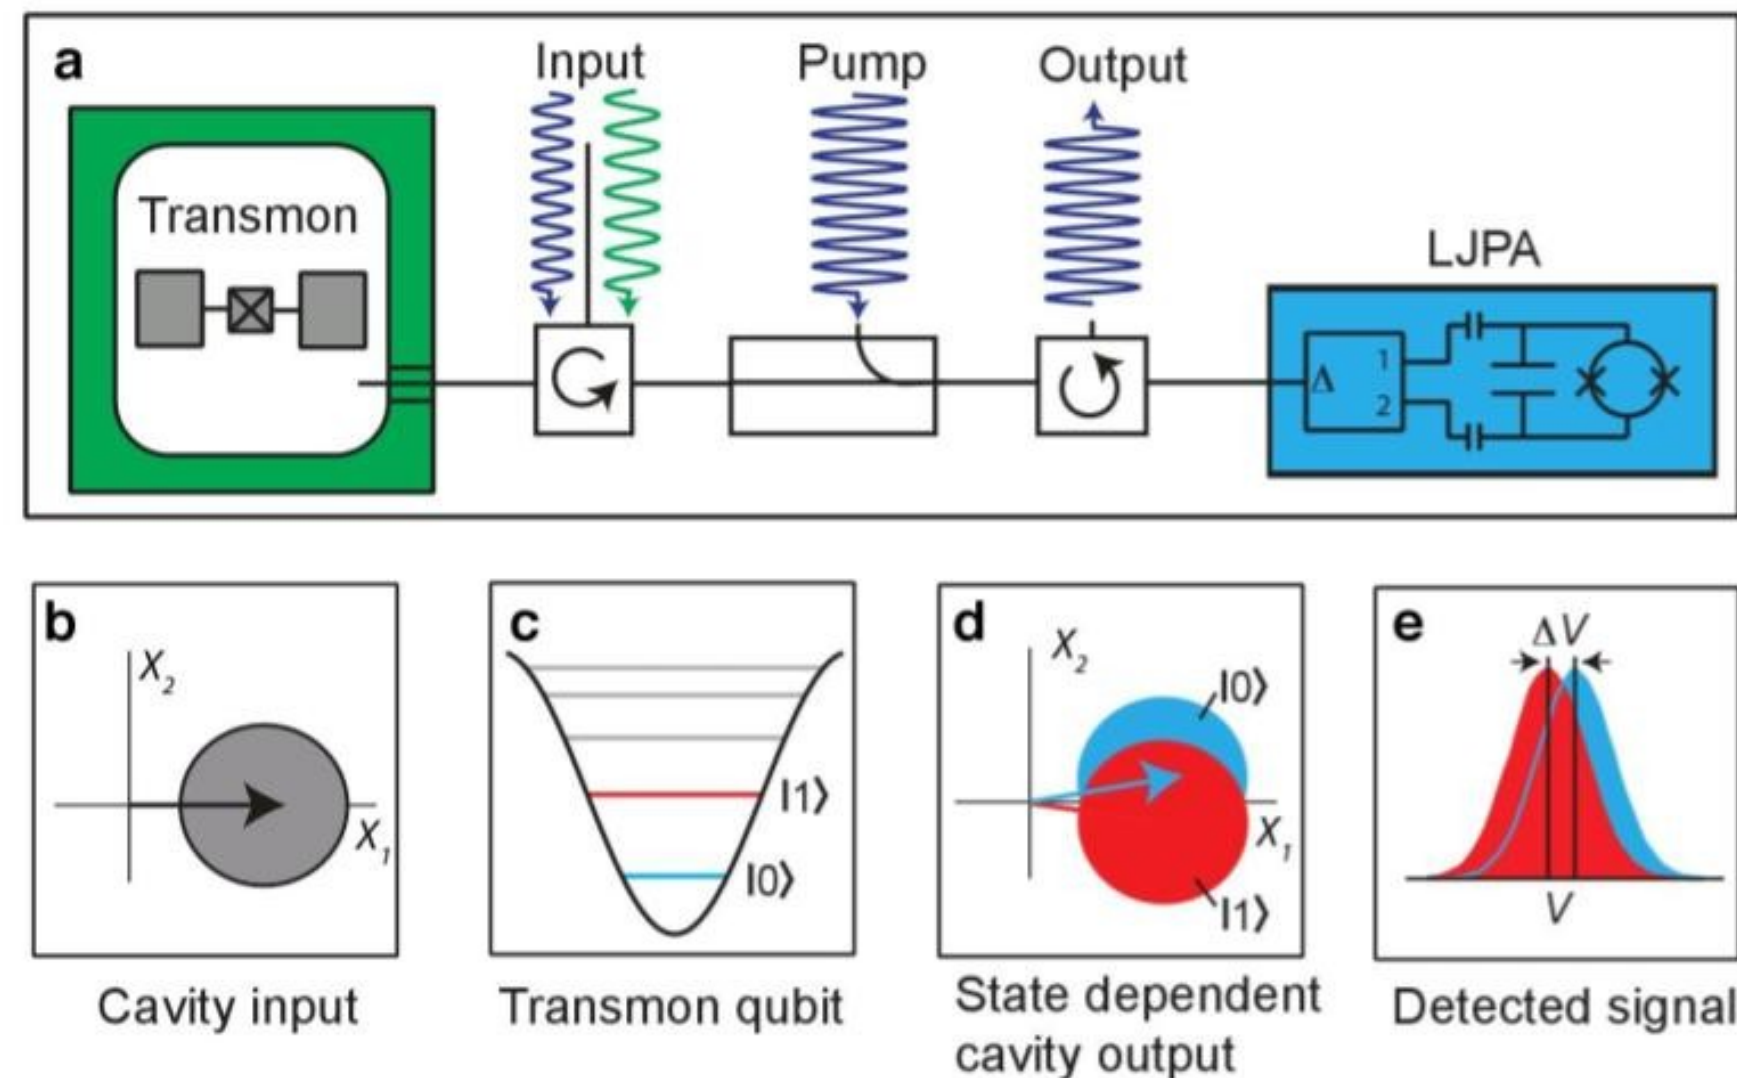 a
Input
Pump
Output
Transmon
LJPA
Δ
1
2
b
X₂
X₁
Cavity input
c
|1⟩
|0⟩
Transmon qubit
d
X₂
|0⟩
X₁
|1⟩
State dependent
cavity output
e
ΔV
V
Detected signal